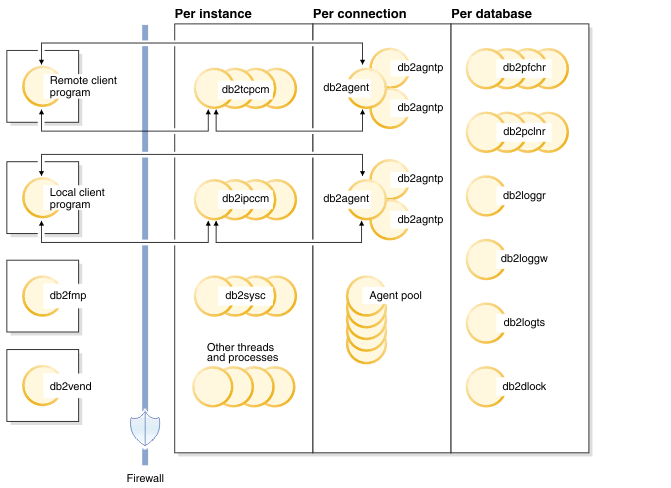 Per instance
Per connection
Per database
Remote client
program
db2tcpcm
db2agent
db2agntp
db2agntp
Local client
program
db2ipccm
db2agent
db2agntp
db2agntp
db2fmp
db2sysc
Agent pool
db2vend
Other threads
and processes
db2pfchr
db2pclnr
db2loggr
db2loggw
db2logts
db2dlock
Firewall